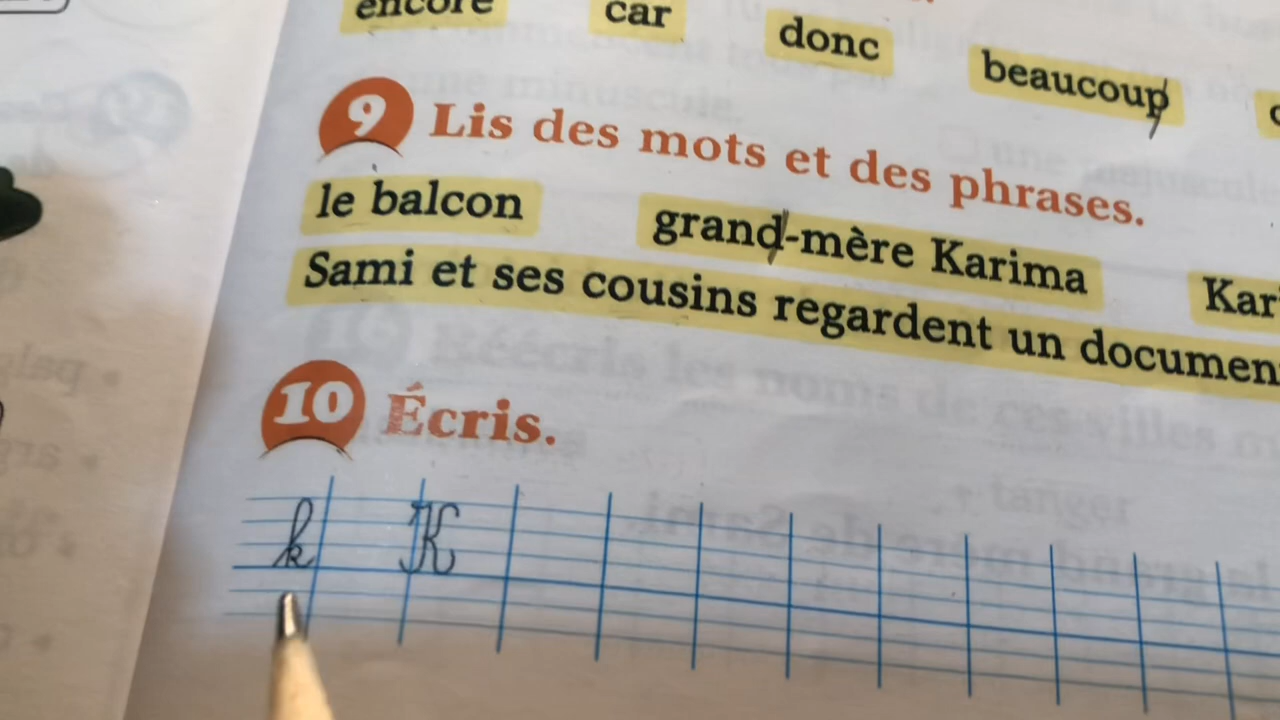 encore car donc beaucoup
9 Lis des mots et des phrases.
le balcon grand-mère Karima
Sami et ses cousins regardent un
10 Écris.
k K